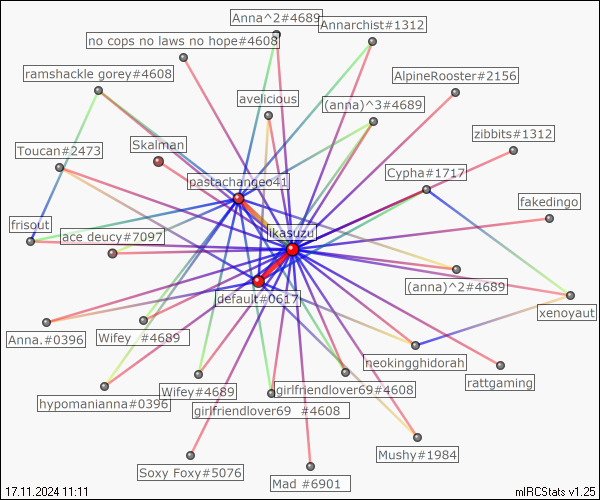 Anna^2#4689
Annarchist#1312
no cops no laws no hope#4608
ramshackle gorey#4608
AlpineRooster#2156
avelicious
(anna)^3#4689
zibbits#1312
Skalman
Toucan#2473
Cypha#1717
pastachangeo41
fakedingo
frisout
ikasuzu
ace deucy#7097
(anna)^2#4689
default#0617
xenoyaut
Anna.#0396
Wifey _#4689
neokingghidorah
rattgaming
Wifey#4689
girlfriendlover69#4608
hypomanianna#0396
girlfriendlover69__#4608
Mushy#1984
Soxy Foxy#5076
Mad_#6901
17.11.2024 11:11
mIRCStats v1.25